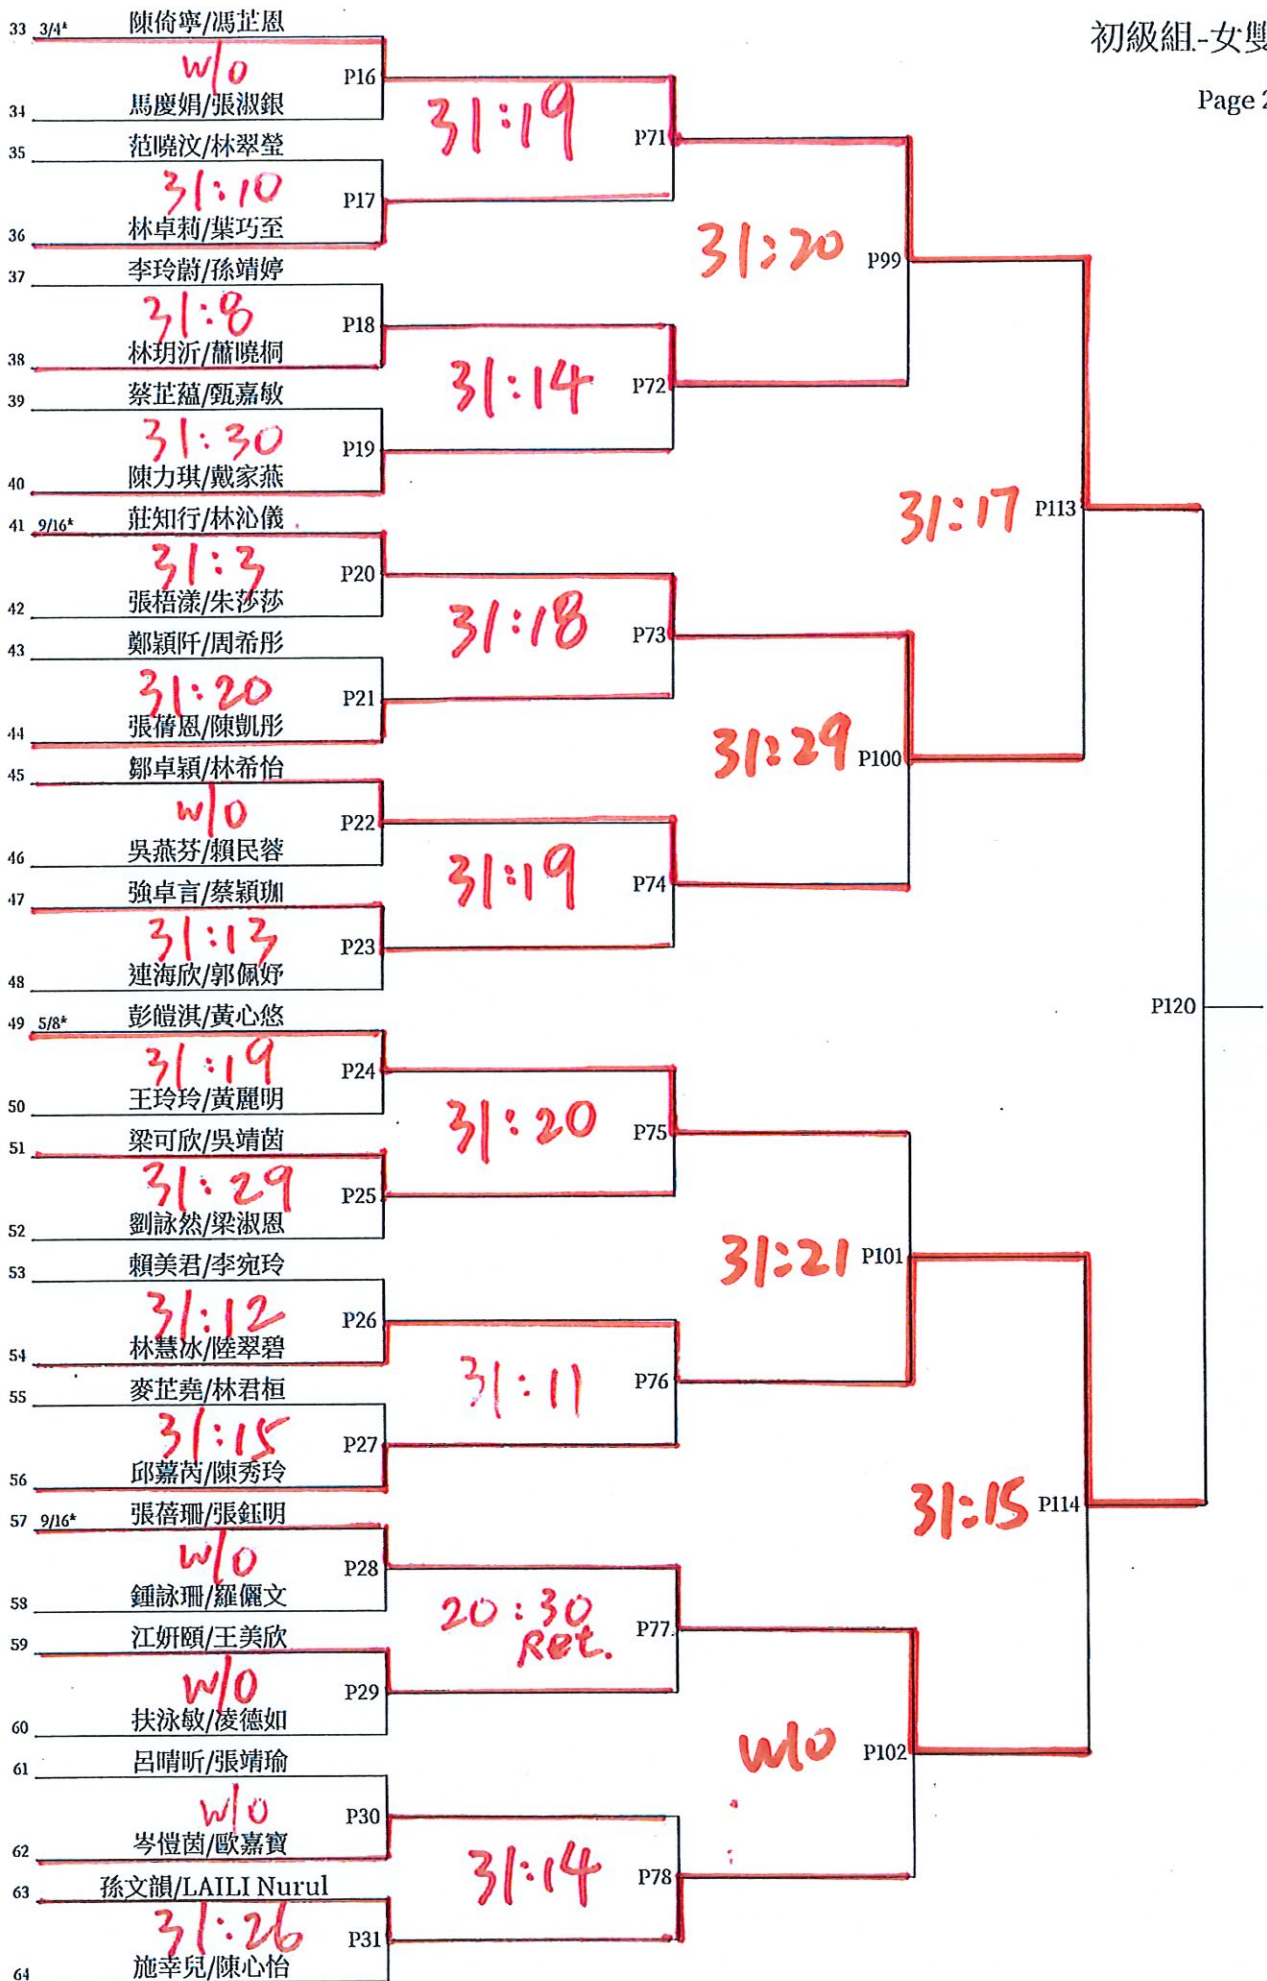 初級組-女雙
Page 2
33 3/4* 陳倚寧/馮芷恩
W/O P16
34 馬慶娟/張淑銀
31:19 P71
35 范曉汶/林翠瑩
31:10 P17
36 林卓莉/葉巧至
31:20 P99
37 李玲蔚/孫靖婷
31:8 P18
38 林玥沂/蕭曉桐
31:14 P72
39 蔡芷蘊/甄嘉敏
31:30 P19
40 陳力琪/戴家燕
31:17 P113
41 9/16* 莊知行/林沁儀
31:3 P20
42 張梧漾/朱莎莎
31:18 P73
43 鄭穎阡/周希彤
31:20 P21
44 張蒨恩/陳凱彤
31:29 P100
45 鄒卓穎/林希怡
W/O P22
46 吳燕芬/賴民蓉
31:19 P74
47 強卓言/蔡穎珈
31:13 P23
48 連海欣/郭佩妤
P120
49 5/8* 彭皚淇/黃心悠
31:19 P24
50 王玲玲/黃麗明
31:20 P75
51 梁可欣/吳靖茵
31:29 P25
52 劉詠然/梁淑恩
31:21 P101
53 賴美君/李宛玲
31:12 P26
54 林慧冰/陸翠碧
31:11 P76
55 麥芷堯/林君桓
31:15 P27
56 邱嘉芮/陳秀玲
31:15 P114
57 9/16* 張蓓珊/張鈺明
W/O P28
58 鍾詠珊/羅儷文
20:30 P77
Ret.
59 江妍頤/王美欣
W/O P29
60 扶泳敏/凌德如
W/O P102
61 呂晴昕/張靖瑜
W/O P30
62 岑愷茵/歐嘉寶
31:14 P78
63 孫文韻/LAILI Nurul
31:26 P31
64 施幸兒/陳心怡